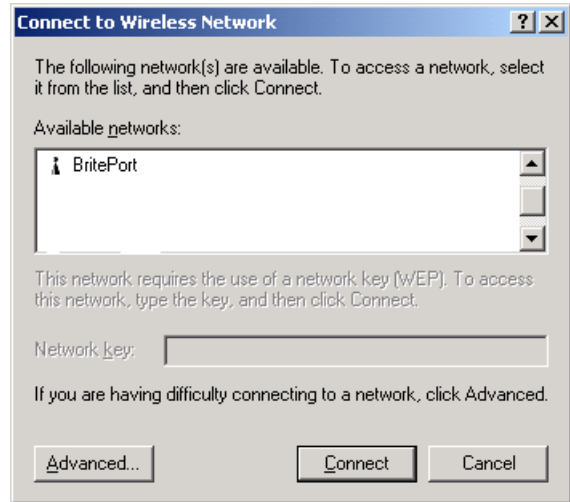 Connect to Wireless Network
The following network(s) are available. To access a network, select
it from the list, and then click Connect.
Available networks:
BritePort
This network requires the use of a network key (WEP). To access
this network, type the key, and then click Connect.
Network key:
If you are having difficulty connecting to a network, click Advanced.
Advanced... Connect Cancel